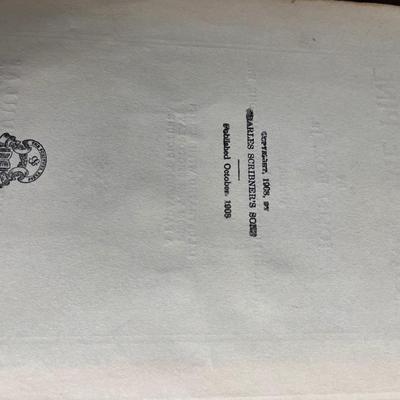 COPYRIGHT, 1908, BY
CHARLES SCRIBNER'S SONS
Published October, 1908